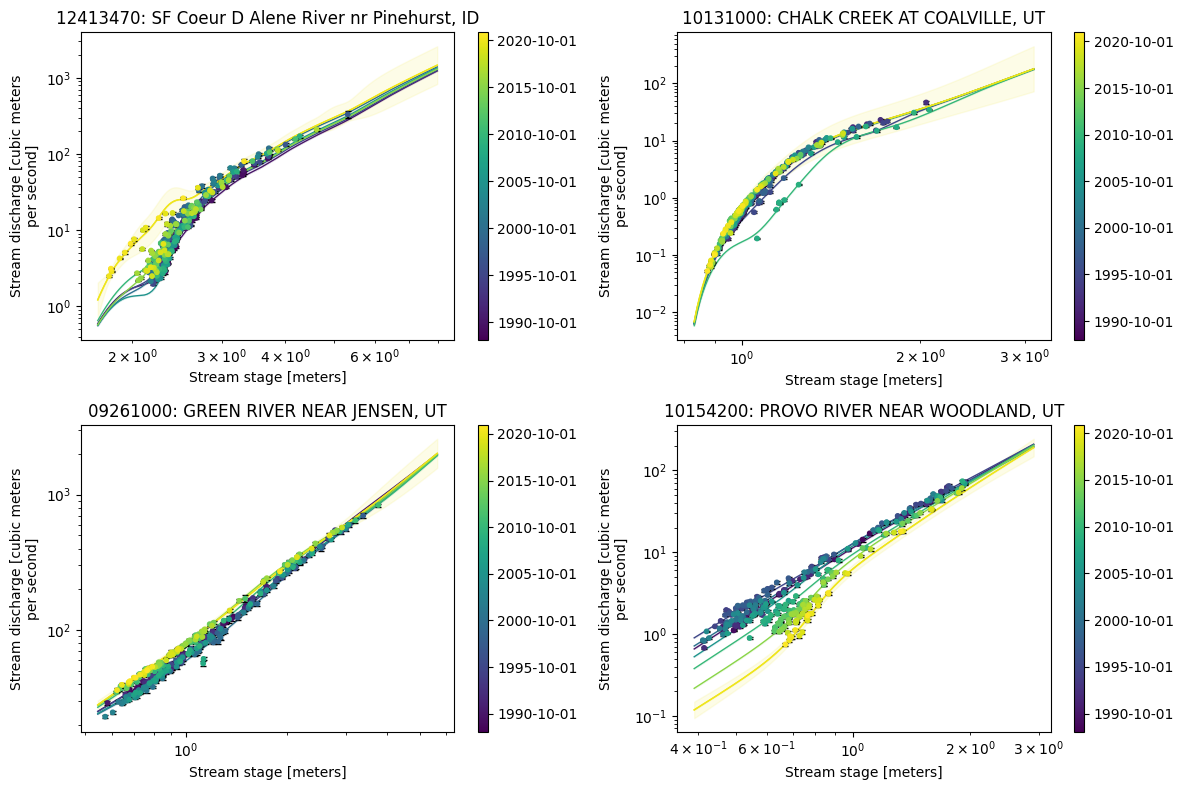 12413470: SF Coeur D Alene River nr Pinehurst, ID
Stream discharge [cubic meters
per second]
10³
10²
10¹
10⁰
2 × 10⁰
3 × 10⁰
4 × 10⁰
6 × 10⁰
Stream stage [meters]
2020-10-01
2015-10-01
2010-10-01
2005-10-01
2000-10-01
1995-10-01
1990-10-01
10131000: CHALK CREEK AT COALVILLE, UT
Stream discharge [cubic meters
per second]
10²
10¹
10⁰
10⁻¹
10⁻²
10⁰
2 × 10⁰
3 × 10⁰
Stream stage [meters]
2020-10-01
2015-10-01
2010-10-01
2005-10-01
2000-10-01
1995-10-01
1990-10-01
09261000: GREEN RIVER NEAR JENSEN, UT
Stream discharge [cubic meters
per second]
10³
10²
10⁰
Stream stage [meters]
2020-10-01
2015-10-01
2010-10-01
2005-10-01
2000-10-01
1995-10-01
1990-10-01
10154200: PROVO RIVER NEAR WOODLAND, UT
Stream discharge [cubic meters
per second]
10²
10¹
10⁰
10⁻¹
4 × 10⁻¹
6 × 10⁻¹
10⁰
2 × 10⁰
3 × 10⁰
Stream stage [meters]
2020-10-01
2015-10-01
2010-10-01
2005-10-01
2000-10-01
1995-10-01
1990-10-01